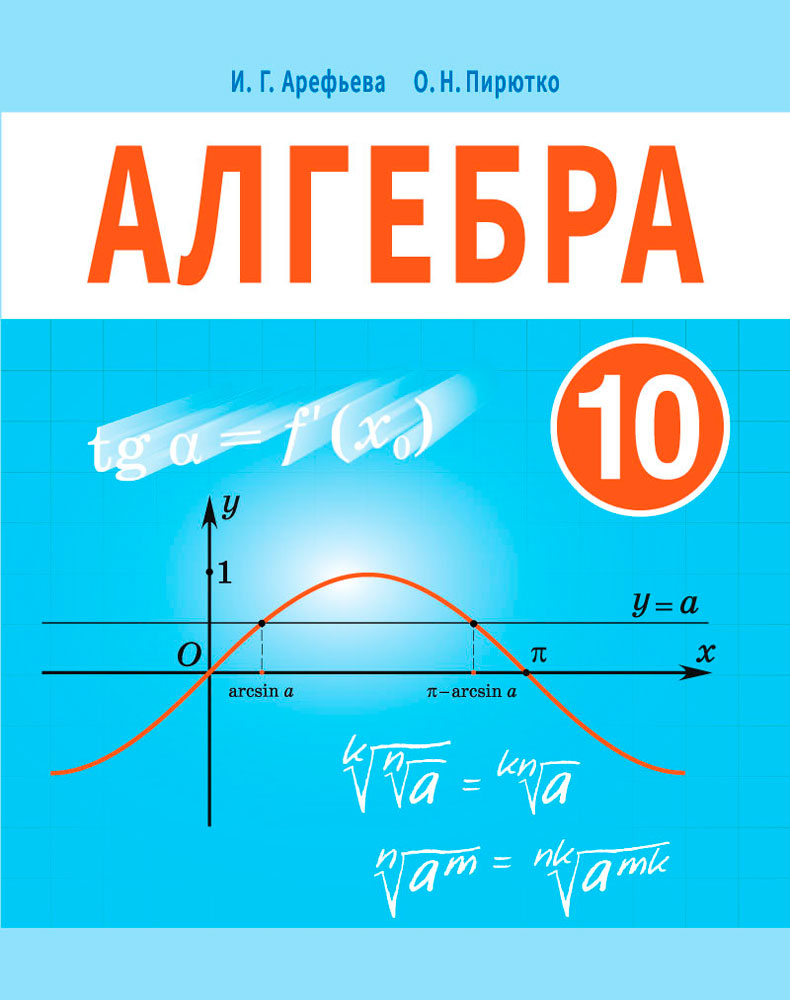 И. Г. Арефьева О. Н. Пирютко
АЛГЕБРА
10
tg α = f'(x₀)
y
1
y = a
O
π
x
arcsin a
π – arcsin a
ᵏ√ⁿ√a = ᵏⁿ√a
ⁿ√aᵐ = ⁿᵏ√aᵐᵏ